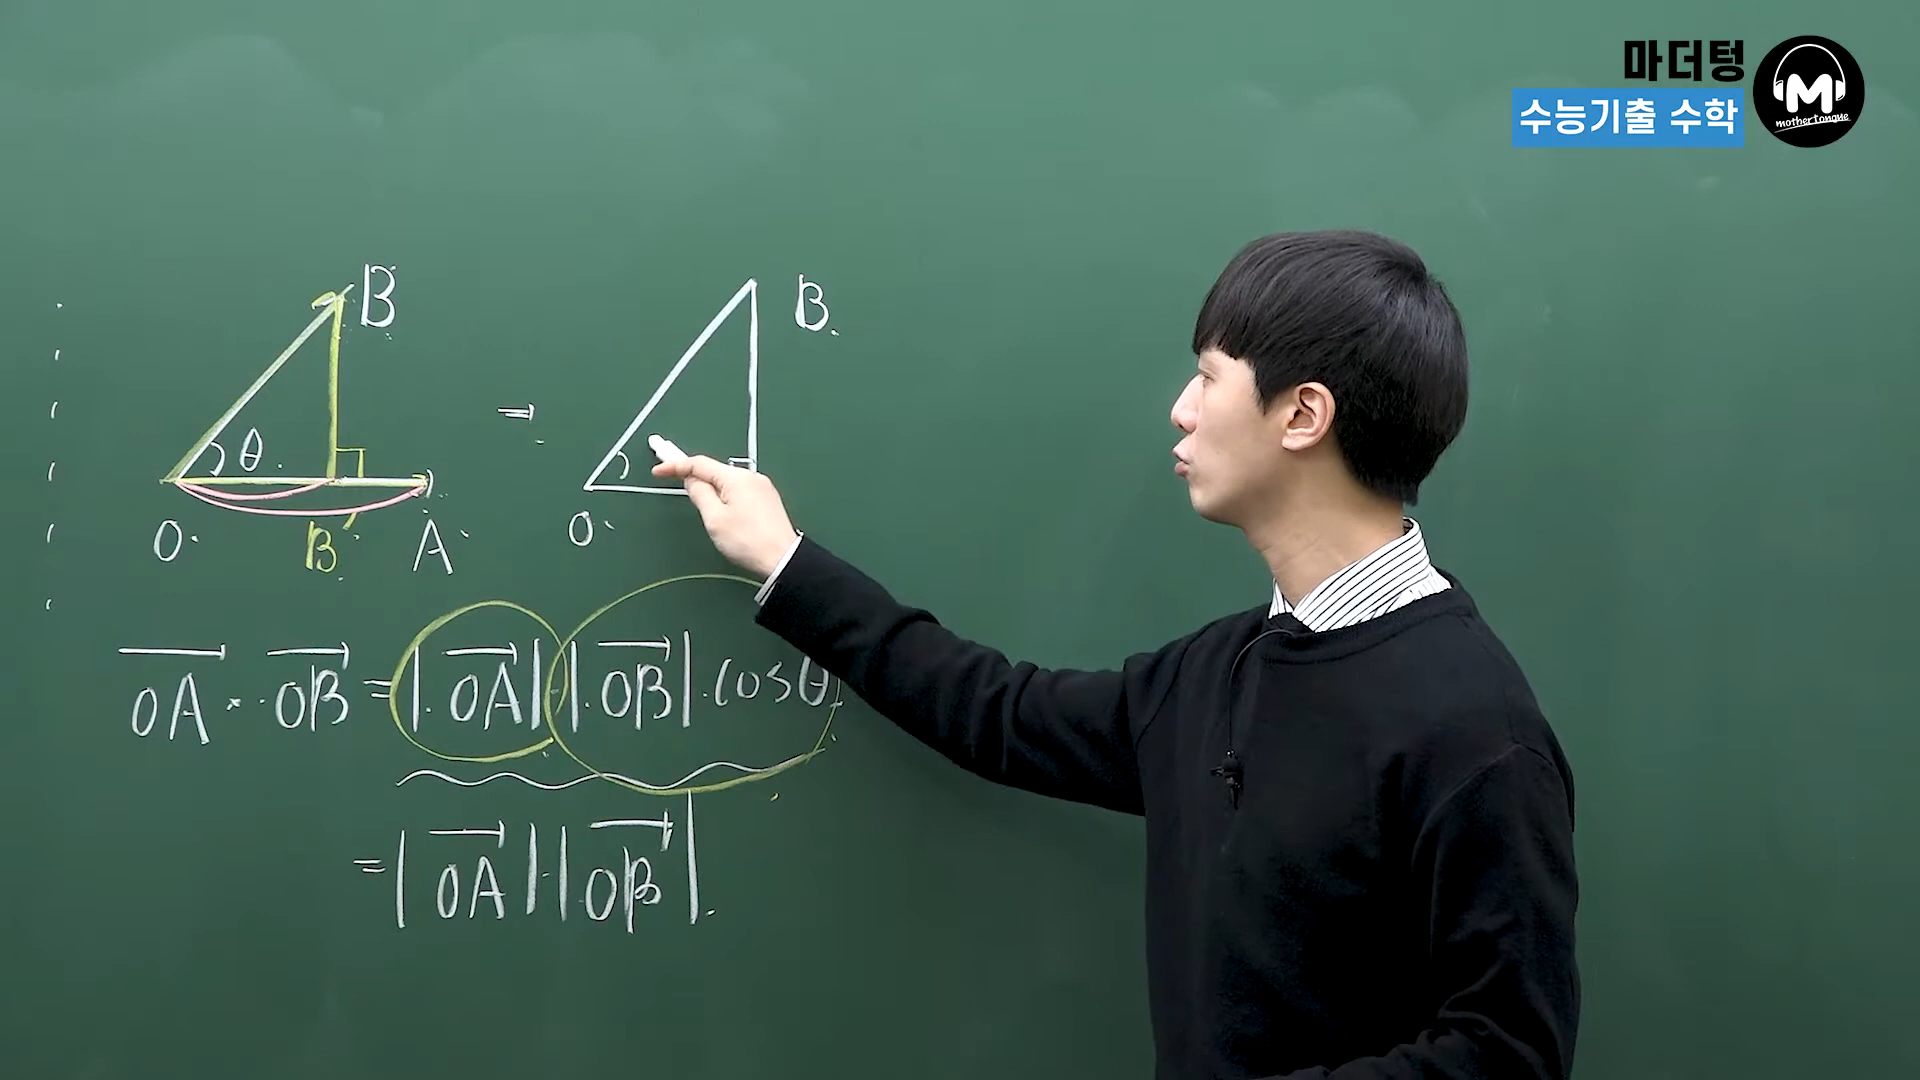 마더텅
수능기출 수학
M
mothertongue
B
θ
O
B'
A
→
B
O
OA · OB = |OA| · |OB| · cosθ
= |OA| · |OB'|